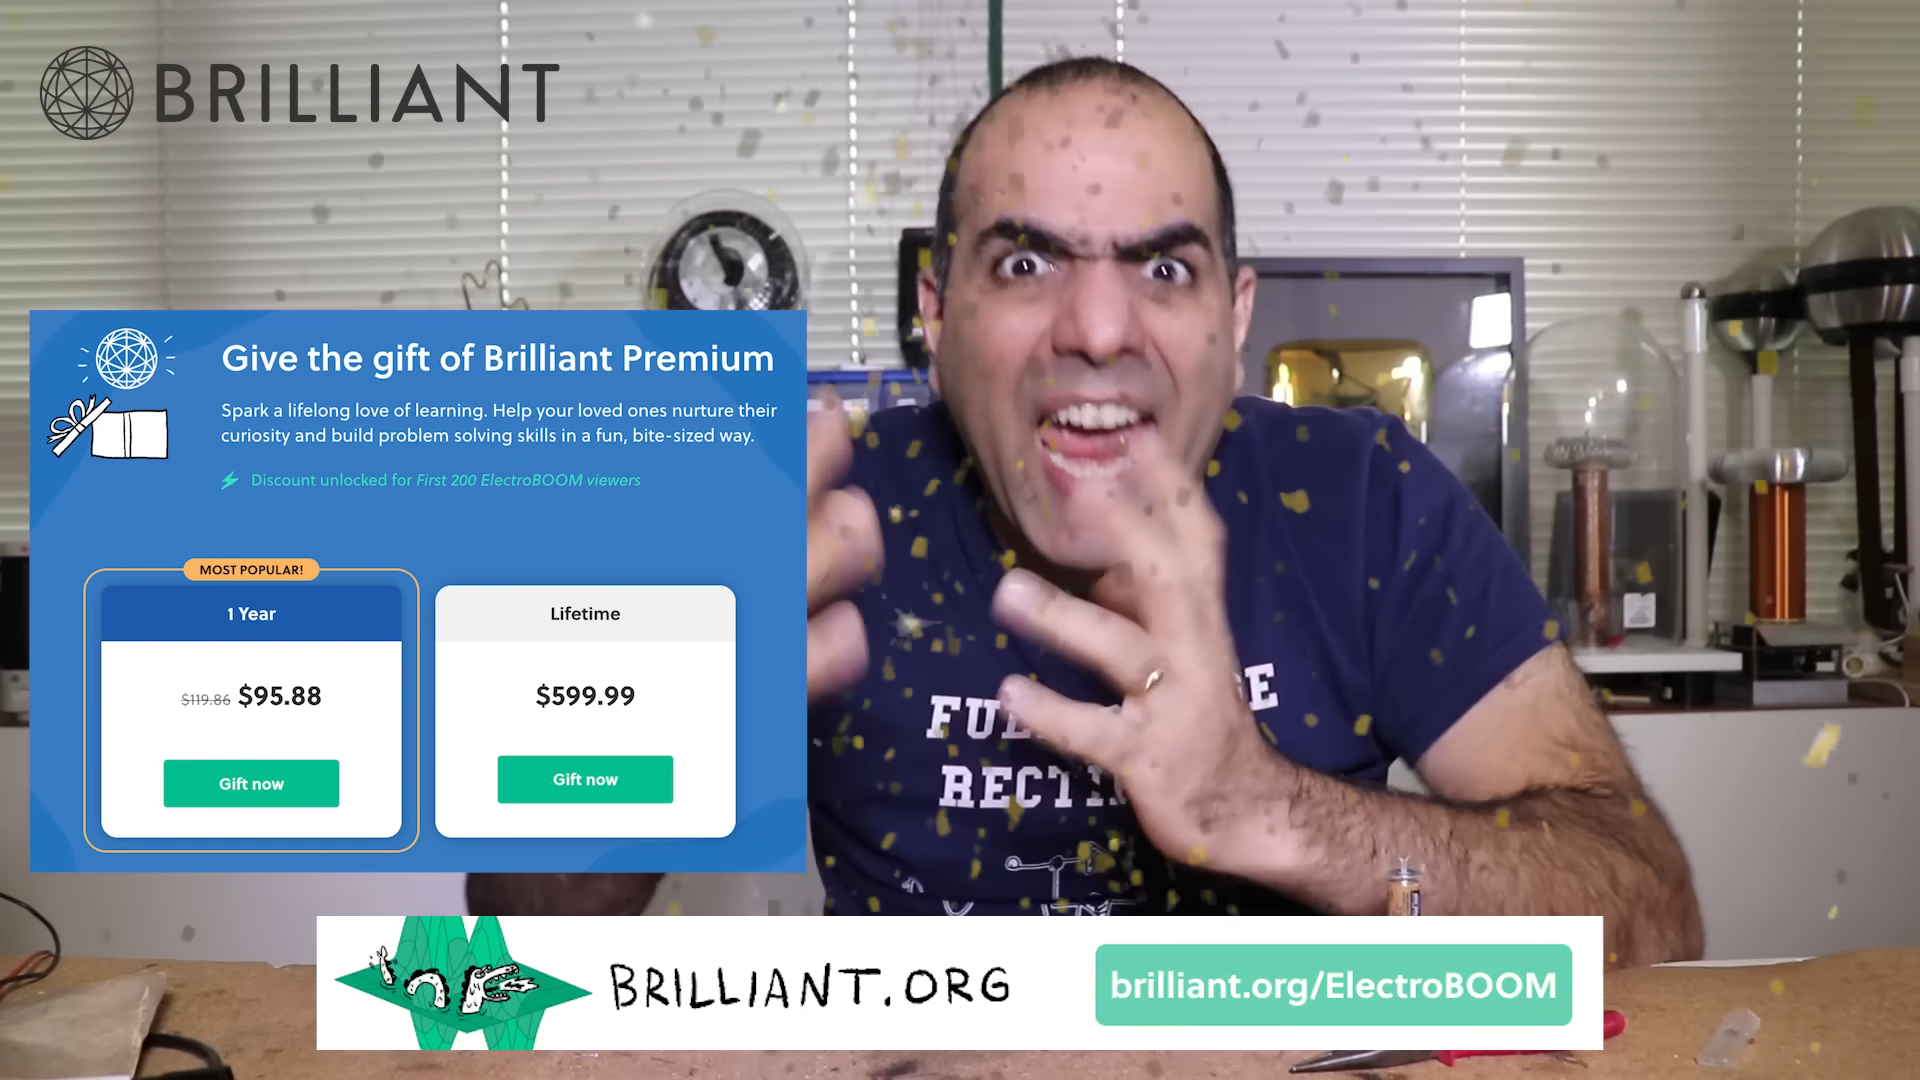 BRILLIANT
Give the gift of Brilliant Premium
Spark a lifelong love of learning. Help your loved ones nurture their
curiosity and build problem solving skills in a fun, bite-sized way.
Discount unlocked for First 200 ElectroBOOM viewers
MOST POPULAR!
1 Year
$119.86 $95.88
Gift now
Lifetime
$599.99
Gift now
BRILLIANT.ORG
brilliant.org/ElectroBOOM